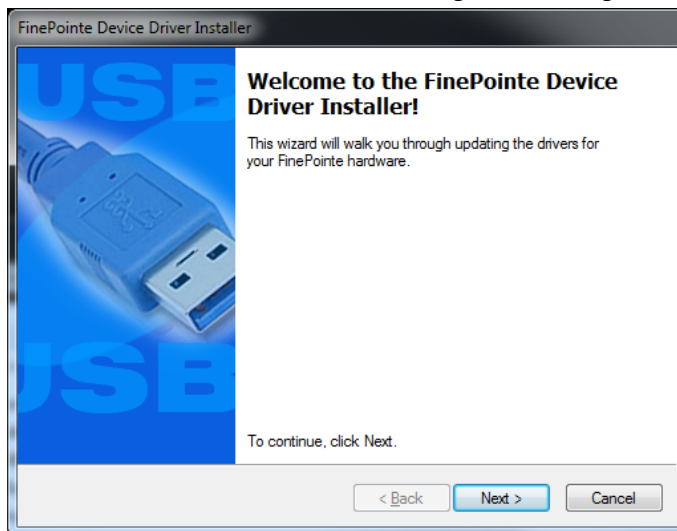 FinePointe Device Driver Installer
USB
Welcome to the FinePointe Device
Driver Installer!
This wizard will walk you through updating the drivers for
your FinePointe hardware.
USB
To continue, click Next.
< Back
Next >
Cancel